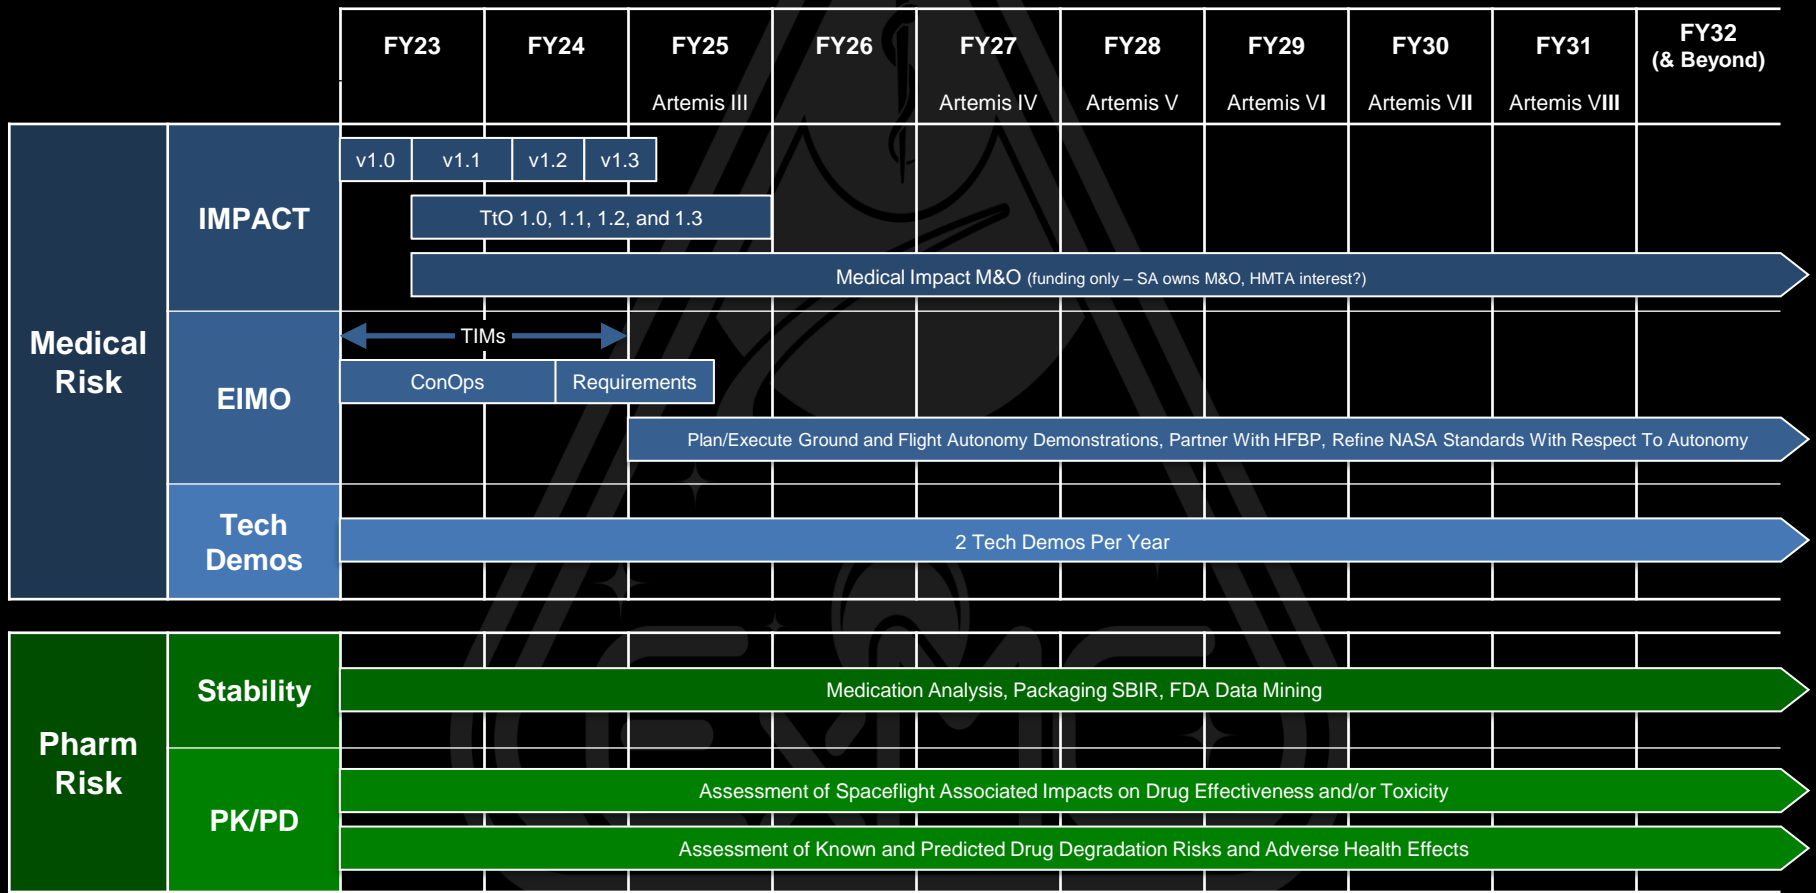 FY23 FY24 FY25 FY26 FY27 FY28 FY29 FY30 FY31 FY32
(& Beyond)
Artemis III Artemis IV Artemis V Artemis VI Artemis VII Artemis VIII
Medical
Risk
IMPACT
v1.0 v1.1 v1.2 v1.3
TtO 1.0, 1.1, 1.2, and 1.3
Medical Impact M&O (funding only – SA owns M&O, HMTA interest?)
EIMO
TIMs
ConOps Requirements
Plan/Execute Ground and Flight Autonomy Demonstrations, Partner With HFBP, Refine NASA Standards With Respect To Autonomy
Tech
Demos
2 Tech Demos Per Year
Pharm
Risk
Stability
Medication Analysis, Packaging SBIR, FDA Data Mining
PK/PD
Assessment of Spaceflight Associated Impacts on Drug Effectiveness and/or Toxicity
Assessment of Known and Predicted Drug Degradation Risks and Adverse Health Effects
EXMC